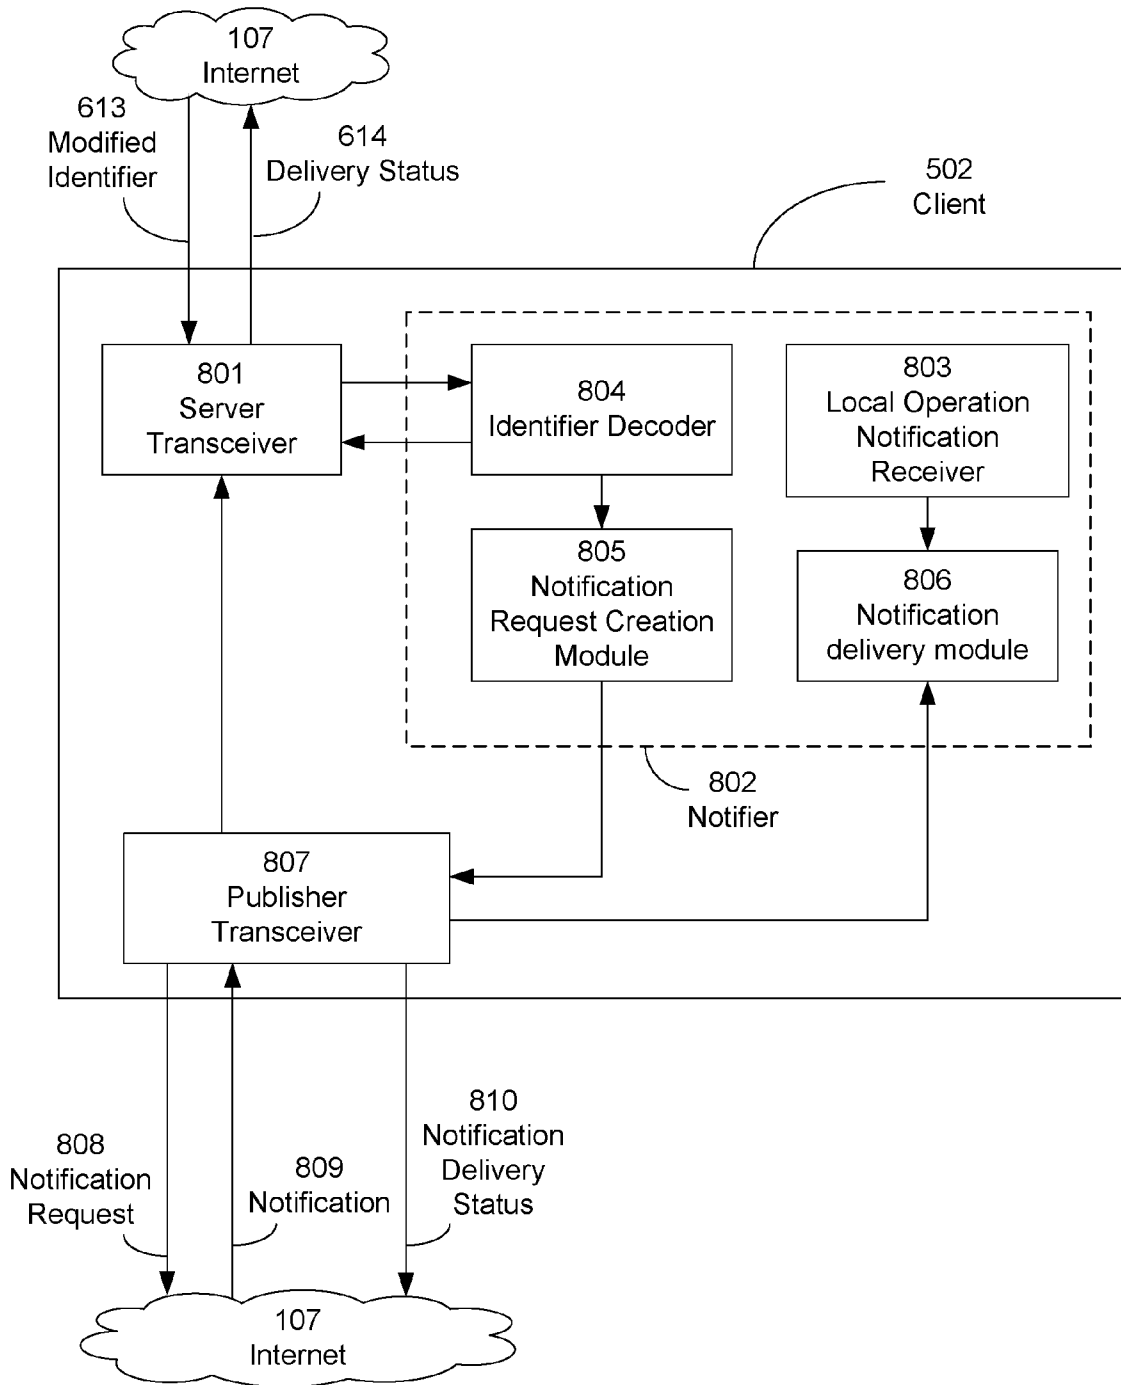 107
Internet
613
Modified
Identifier
614
Delivery Status
502
Client
801
Server
Transceiver
804
Identifier Decoder
803
Local Operation
Notification
Receiver
805
Notification
Request Creation
Module
806
Notification
delivery module
802
Notifier
807
Publisher
Transceiver
808
Notification
Request
809
Notification
810
Notification
Delivery
Status
107
Internet